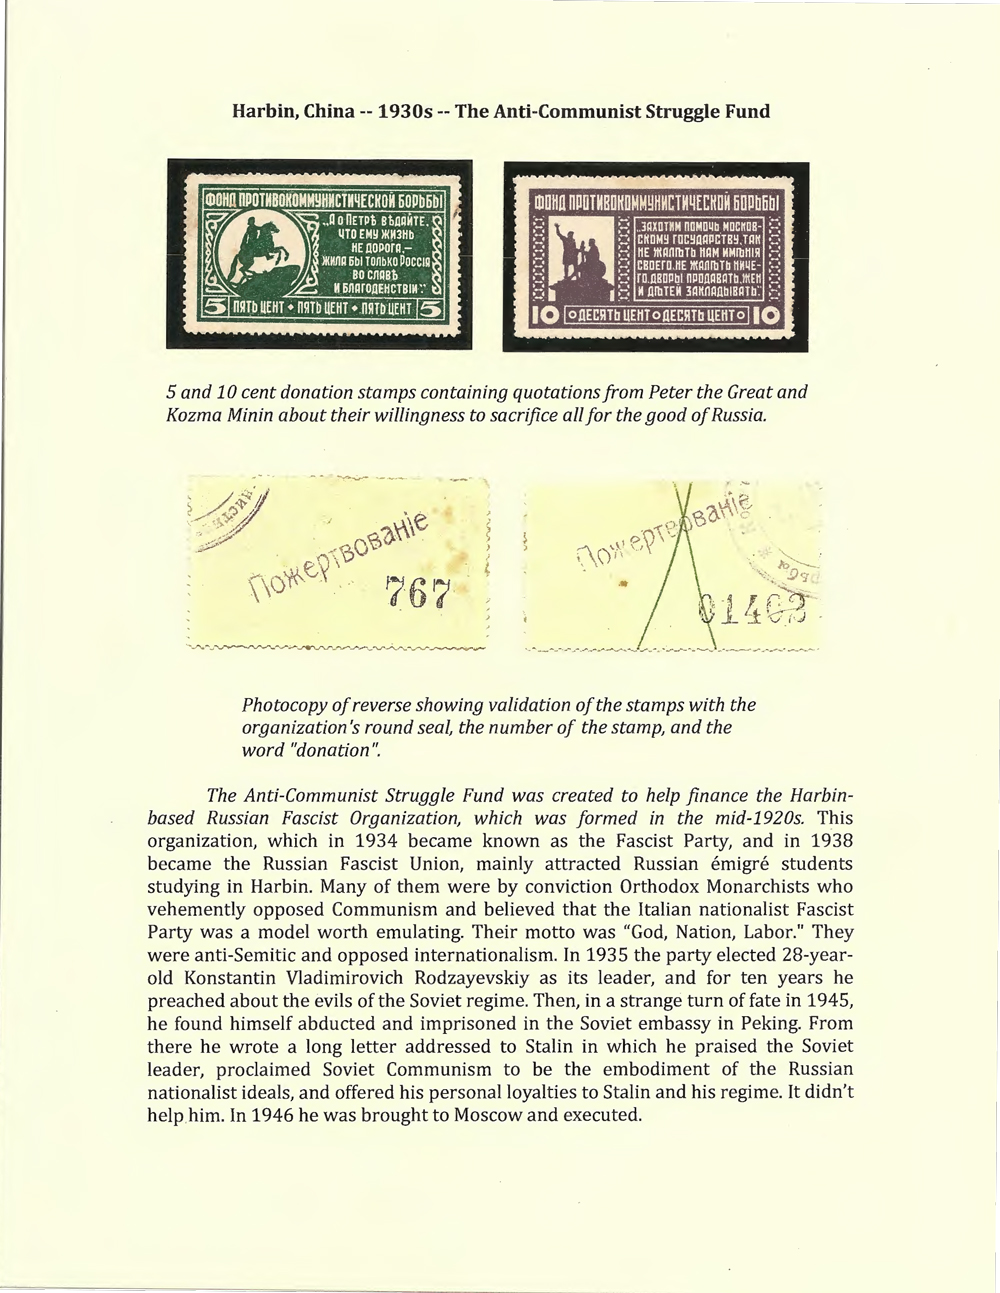 Harbin, China -- 1930s -- The Anti-Communist Struggle Fund
ФОНД ПРОТИВОКОММУНИСТИЧЕСКОЙ БОРЬБЫ
„А о ПЕТРѢ ВѢДАЙТЕ,
ЧТО ЕМУ ЖИЗНЬ
НЕ ДОРОГА,—
ЖИЛА БЫ ТОЛЬКО РОССІЯ
ВО СЛАВѢ
И БЛАГОДЕНСТВІИ".
5 ПЯТЬ ЦЕНТ • ПЯТЬ ЦЕНТ • ПЯТЬ ЦЕНТ 5
ФОНД ПРОТИВОКОММУНИСТИЧЕСКОЙ БОРЬБЫ
„ЗАХОТИМ ПОМОЧЬ МОСКОВ-
СКОМУ ГОСУДАРСТВУ, ТАК
НЕ ЖАЛѢТЬ НАМ ИМѢНІЯ
СВОЕГО, НЕ ЖАЛѢТЬ НИЧЕ-
ГО, ДВОРЫ ПРОДАВАТЬ, ЖЕН
И ДѢТЕЙ ЗАКЛАДЫВАТЬ".
10 ДЕСЯТЬ ЦЕНТ ДЕСЯТЬ ЦЕНТ 10
5 and 10 cent donation stamps containing quotations from Peter the Great and
Kozma Minin about their willingness to sacrifice all for the good of Russia.
Пожертвованіе
767
Пожертвованіе
01403
Photocopy of reverse showing validation of the stamps with the
organization's round seal, the number of the stamp, and the
word "donation".
The Anti-Communist Struggle Fund was created to help finance the Harbin-
based Russian Fascist Organization, which was formed in the mid-1920s. This
organization, which in 1934 became known as the Fascist Party, and in 1938
became the Russian Fascist Union, mainly attracted Russian émigré students
studying in Harbin. Many of them were by conviction Orthodox Monarchists who
vehemently opposed Communism and believed that the Italian nationalist Fascist
Party was a model worth emulating. Their motto was "God, Nation, Labor." They
were anti-Semitic and opposed internationalism. In 1935 the party elected 28-year-
old Konstantin Vladimirovich Rodzayevskiy as its leader, and for ten years he
preached about the evils of the Soviet regime. Then, in a strange turn of fate in 1945,
he found himself abducted and imprisoned in the Soviet embassy in Peking. From
there he wrote a long letter addressed to Stalin in which he praised the Soviet
leader, proclaimed Soviet Communism to be the embodiment of the Russian
nationalist ideals, and offered his personal loyalties to Stalin and his regime. It didn't
help him. In 1946 he was brought to Moscow and executed.